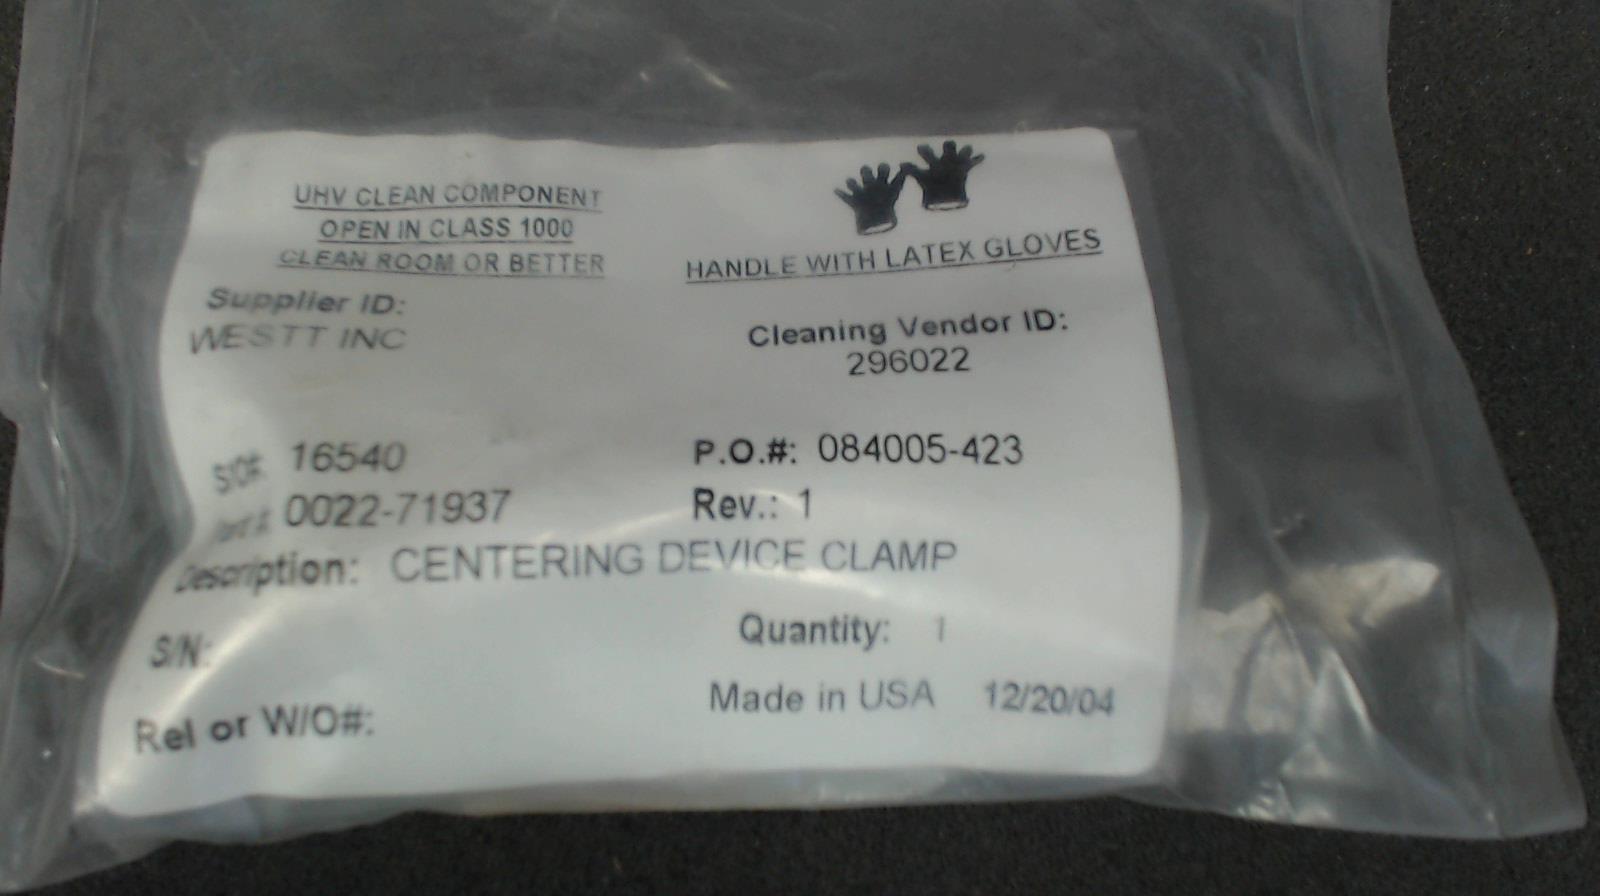 UHV CLEAN COMPONENT
OPEN IN CLASS 1000
CLEAN ROOM OR BETTER
HANDLE WITH LATEX GLOVES
Supplier ID:
WESTT INC
Cleaning Vendor ID:
296022
S/O#: 16540 P.O.#: 084005-423
Part #: 0022-71937 Rev.: 1
Description: CENTERING DEVICE CLAMP
S/N: Quantity: 1
Rel or W/O#: Made in USA 12/20/04